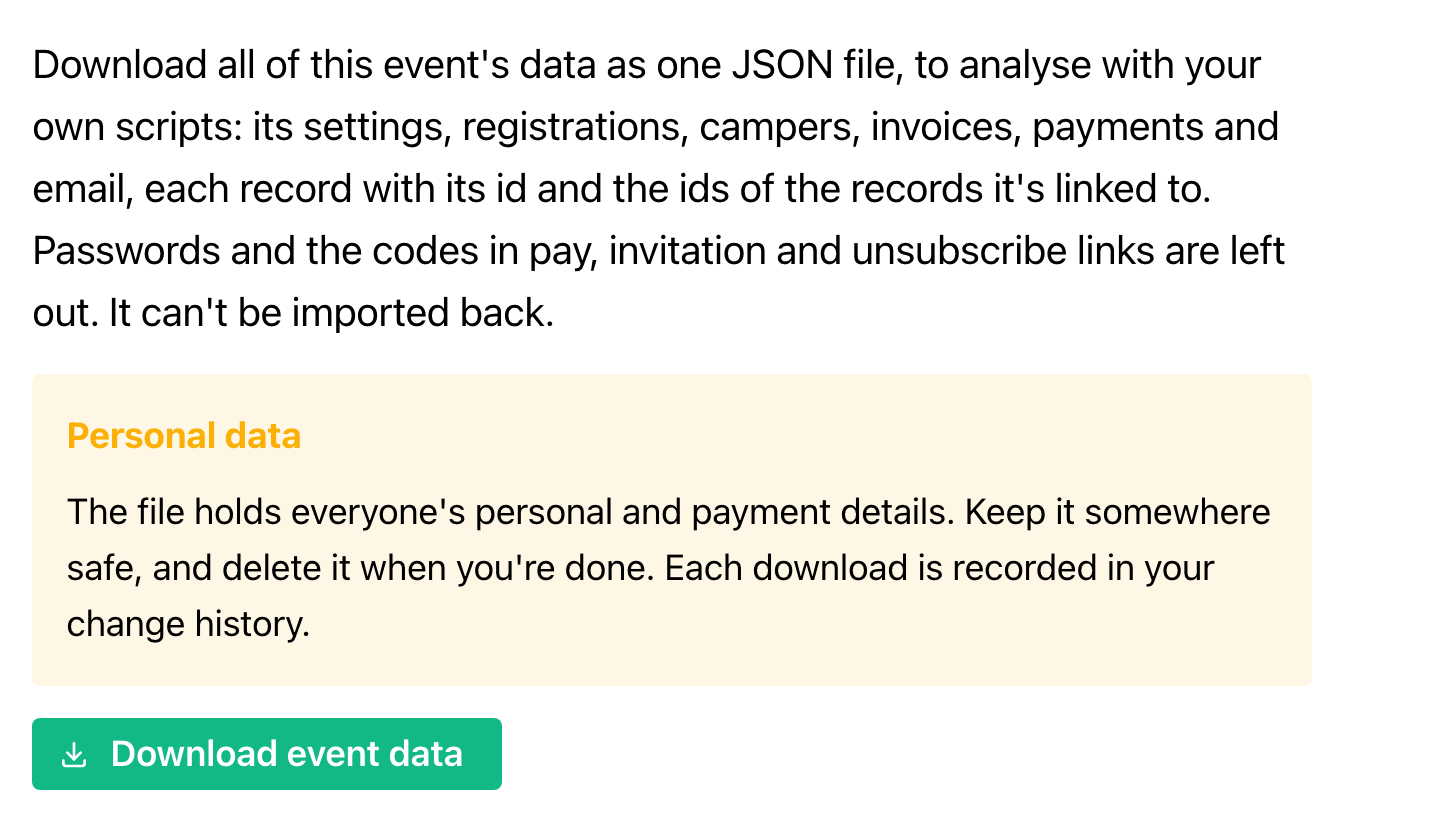 Download all of this event's data as one JSON file, to analyse with your
own scripts: its settings, registrations, campers, invoices, payments and
email, each record with its id and the ids of the records it's linked to.
Passwords and the codes in pay, invitation and unsubscribe links are left
out. It can't be imported back.
Personal data
The file holds everyone's personal and payment details. Keep it somewhere
safe, and delete it when you're done. Each download is recorded in your
change history.
Download event data